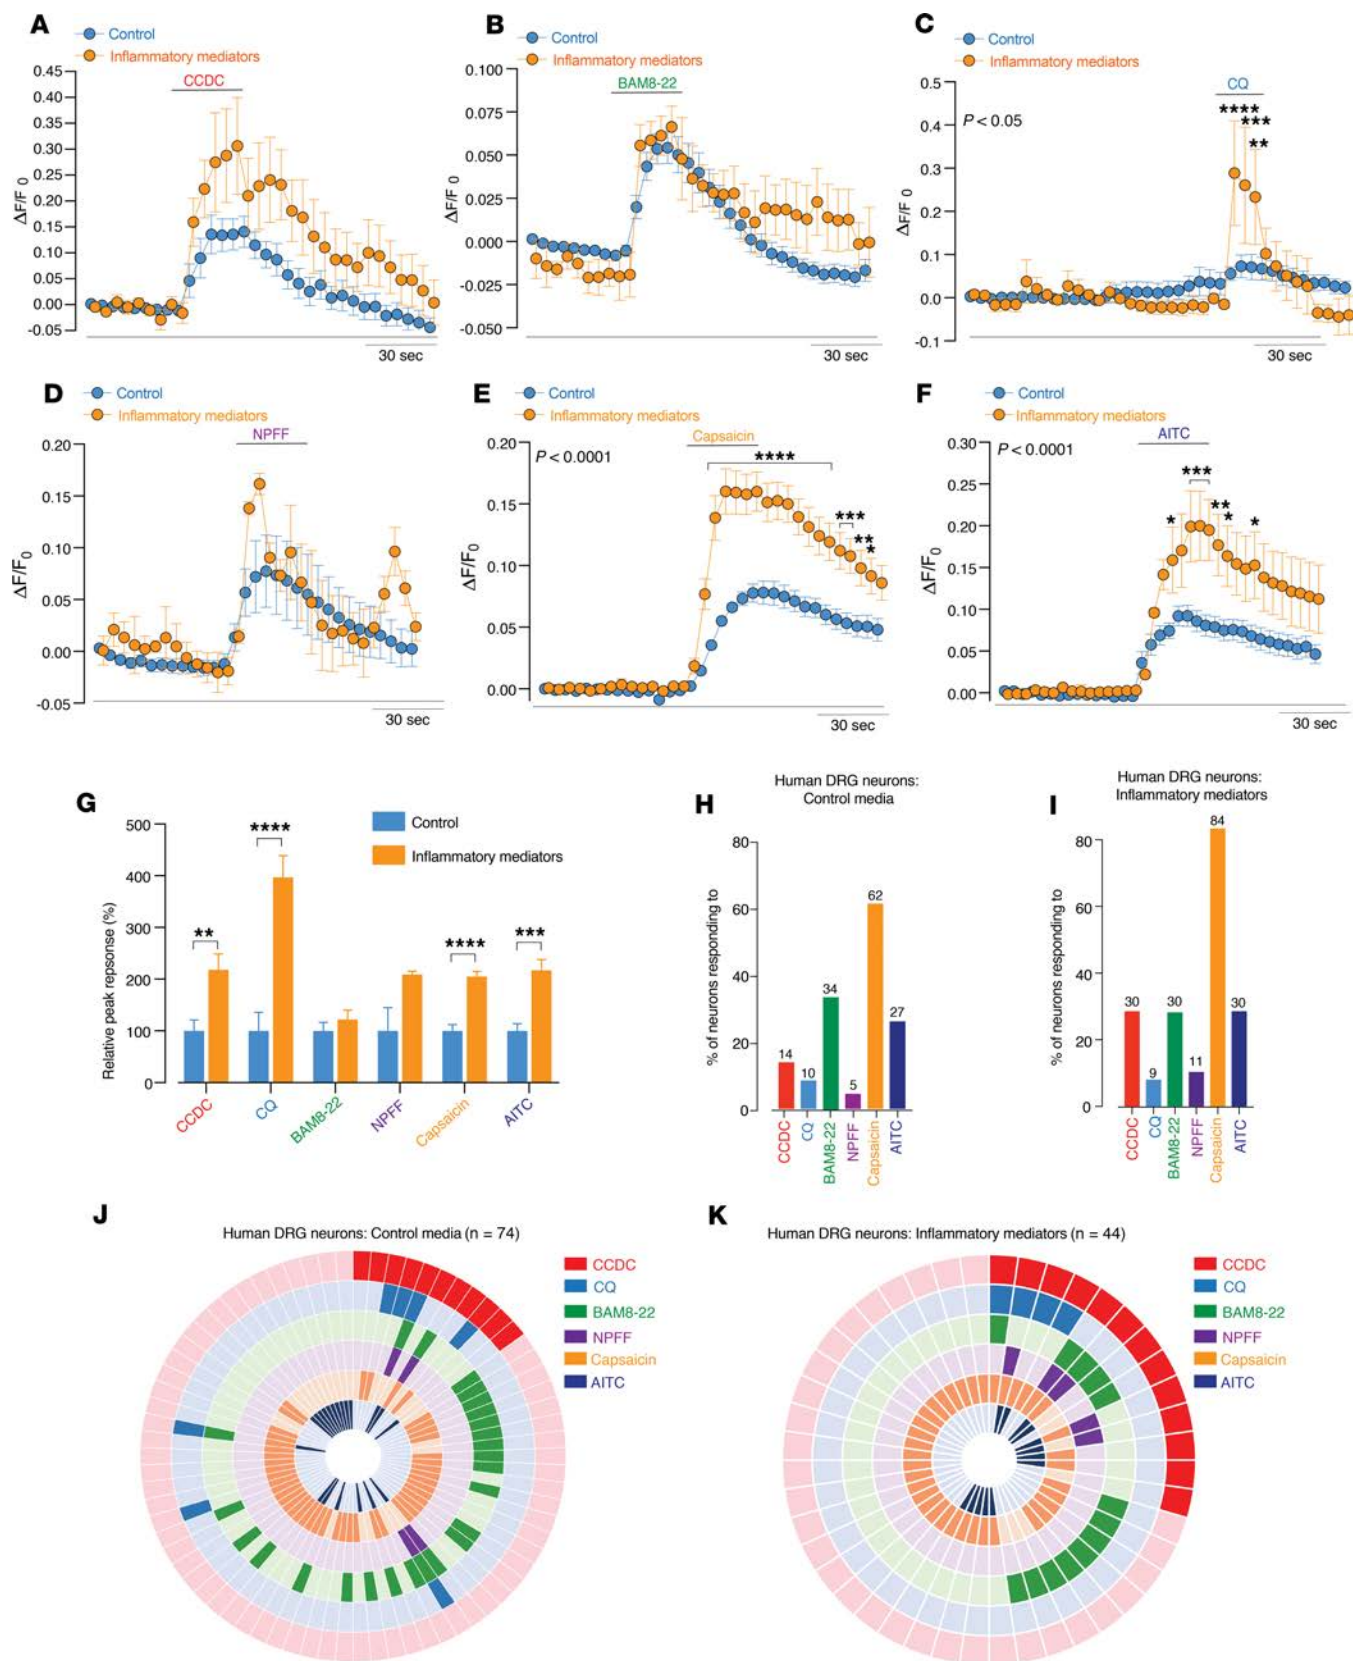 A
Control
Inflammatory mediators
CCDC
ΔF/F 0
0.45
0.40
0.35
0.30
0.25
0.20
0.15
0.10
0.05
0.00
-0.05
30 sec
B
Control
Inflammatory mediators
BAM8-22
ΔF/F 0
0.100
0.075
0.050
0.025
0.000
-0.025
-0.050
30 sec
C
Control
Inflammatory mediators
CQ
P < 0.05
****
***
**
ΔF/F 0
0.5
0.4
0.3
0.2
0.1
0.0
-0.1
30 sec
D
Control
Inflammatory mediators
NPFF
ΔF/F0
0.20
0.15
0.10
0.05
0.00
-0.05
30 sec
E
Control
Inflammatory mediators
Capsaicin
P < 0.0001
****
***
**
*
ΔF/F0
0.20
0.15
0.10
0.05
0.00
30 sec
F
Control
Inflammatory mediators
AITC
P < 0.0001
*
***
**
*
*
ΔF/F0
0.30
0.25
0.20
0.15
0.10
0.05
0.00
30 sec
G
Control
Inflammatory mediators
Relative peak repsonse (%)
500
400
300
200
100
0
**
****
****
***
CCDC
CQ
BAM8-22
NPFF
Capsaicin
AITC
H
Human DRG neurons:
Control media
% of neurons responding to
80
60
40
20
0
14
10
34
5
62
27
CCDC
CQ
BAM8-22
NPFF
Capsaicin
AITC
I
Human DRG neurons:
Inflammatory mediators
% of neurons responding to
80
60
40
20
0
30
9
30
11
84
30
CCDC
CQ
BAM8-22
NPFF
Capsaicin
AITC
J
Human DRG neurons: Control media (n = 74)
CCDC
CQ
BAM8-22
NPFF
Capsaicin
AITC
K
Human DRG neurons: Inflammatory mediators (n = 44)
CCDC
CQ
BAM8-22
NPFF
Capsaicin
AITC